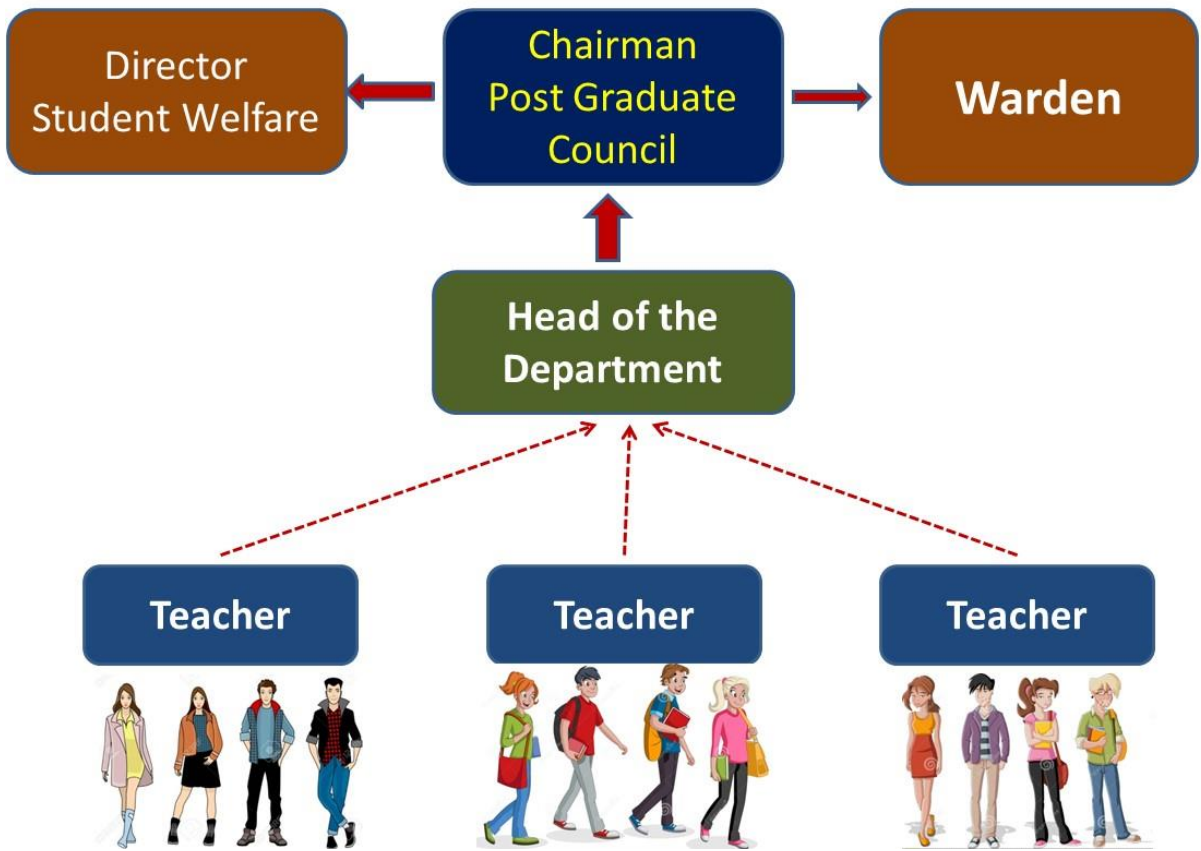 Director
Student Welfare
Chairman
Post Graduate
Council
Warden
Head of the
Department
Teacher
Teacher
Teacher